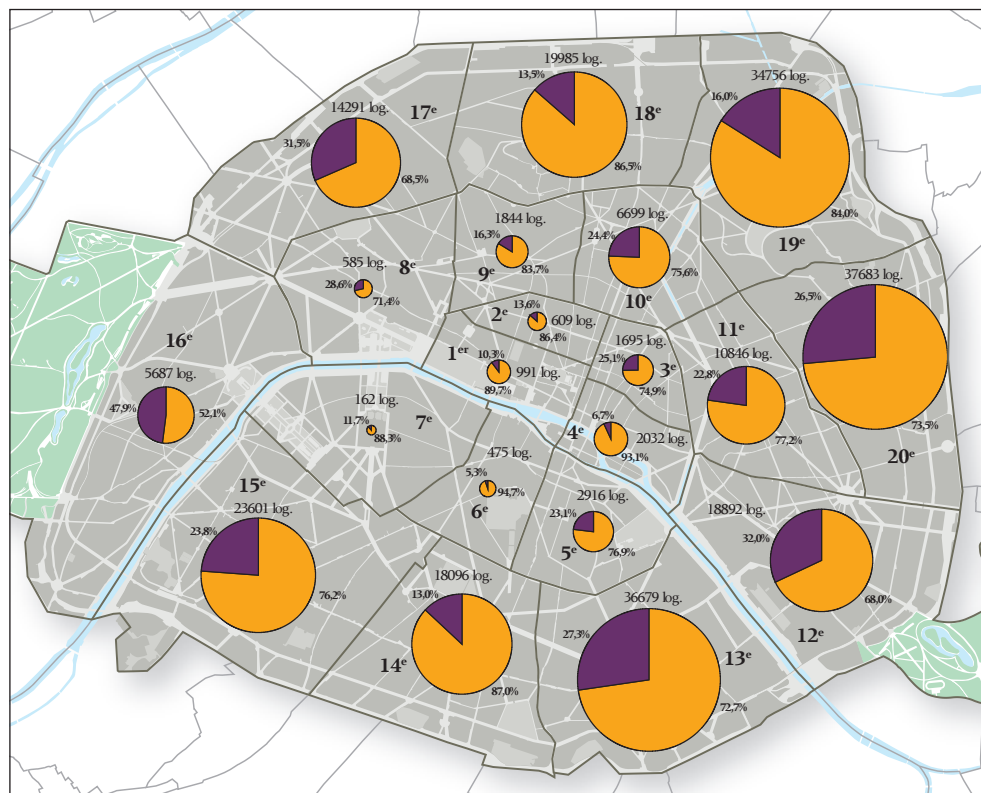 19985 log.
13,5%
18e
86,5%
34756 log.
16,0%
84,0%
19e
14291 log.
17e
31,5%
68,5%
1844 log.
16,3%
9e
83,7%
6699 log.
24,4%
75,6%
10e
585 log.
8e
28,6%
71,4%
37683 log.
26,5%
73,5%
20e
13,6%
2e
609 log.
86,4%
11e
10846 log.
22,8%
77,2%
1695 log.
25,1%
3e
74,9%
16e
5687 log.
47,9%
52,1%
1er
10,3%
991 log.
89,7%
162 log.
11,7%
7e
88,3%
6,7%
4e
2032 log.
93,1%
475 log.
5,3%
94,7%
6e
2916 log.
23,1%
5e
76,9%
15e
23601 log.
23,8%
76,2%
18892 log.
32,0%
68,0%
12e
18096 log.
13,0%
14e
87,0%
36679 log.
27,3%
13e
72,7%